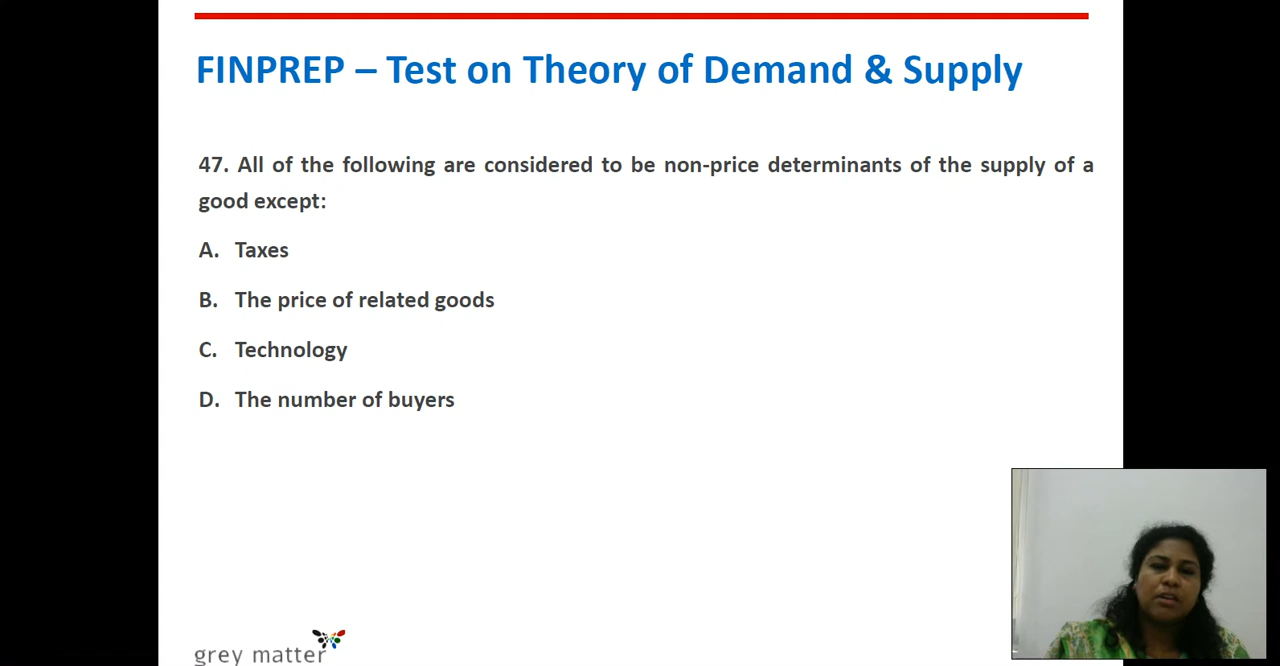 FINPREP – Test on Theory of Demand & Supply
47. All of the following are considered to be non-price determinants of the supply of a
good except:
A. Taxes
B. The price of related goods
C. Technology
D. The number of buyers
grey matter